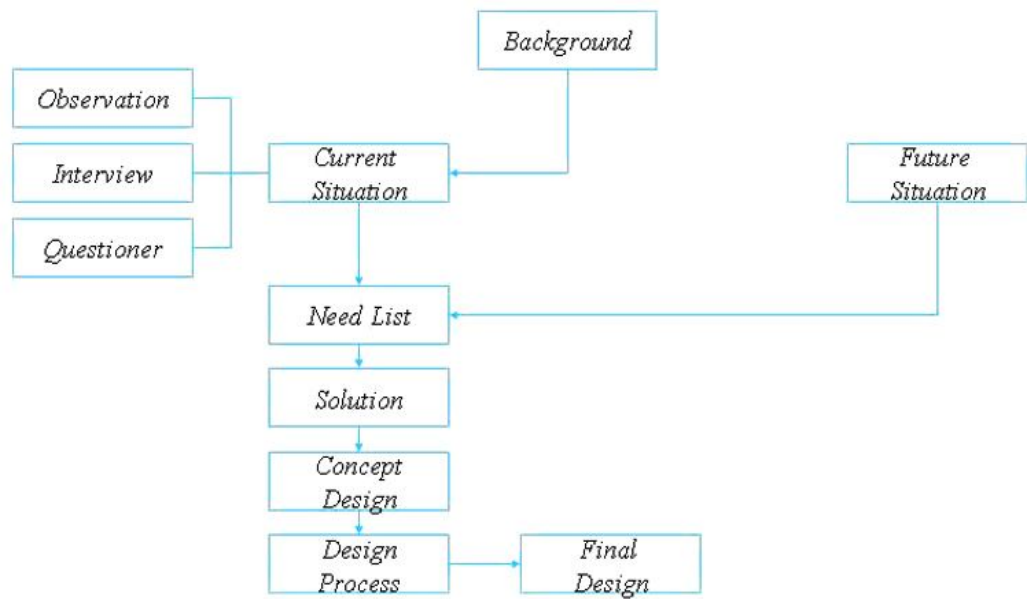 Background
Observation
Interview
Questioner
Current
Situation
Future
Situation
Need List
Solution
Concept
Design
Design
Process
Final
Design